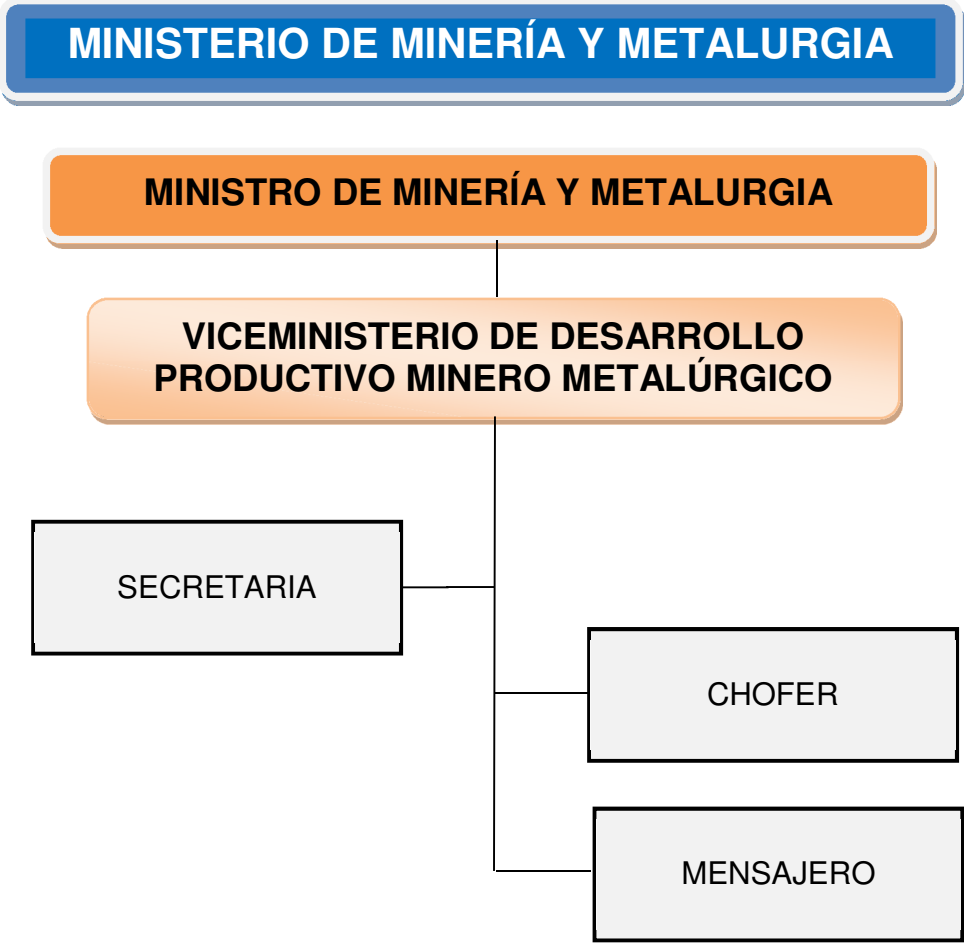 MINISTERIO DE MINERÍA Y METALURGIA
MINISTRO DE MINERÍA Y METALURGIA
VICEMINISTERIO DE DESARROLLO
PRODUCTIVO MINERO METALÚRGICO
SECRETARIA
CHOFER
MENSAJERO